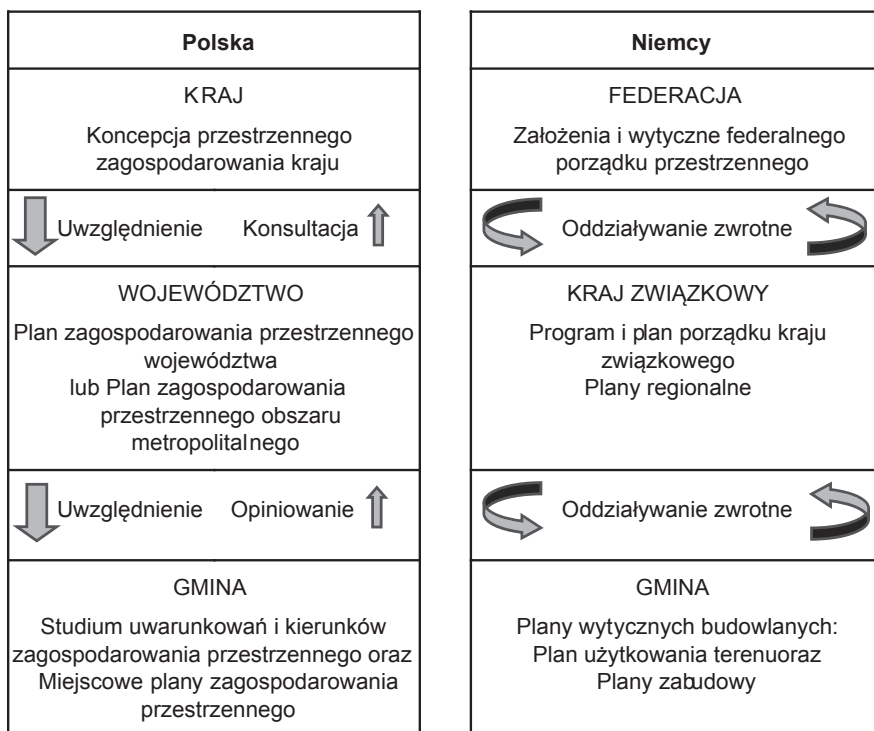 Polska
KRAJ
Koncepcja przestrzennego
zagospodarowania kraju
Uwzględnienie Konsultacja
WOJEWÓDZTWO
Plan zagospodarowania przestrzennego
województwa
lub Plan zagospodarowania
przestrzennego obszaru
metropolitalnego
Uwzględnienie Opiniowanie
GMINA
Studium uwarunkowań i kierunków
zagospodarowania przestrzennego oraz
Miejscowe plany zagospodarowania
przestrzennego
Niemcy
FEDERACJA
Założenia i wytyczne federalnego
porządku przestrzennego
Oddziaływanie zwrotne
KRAJ ZWIĄZKOWY
Program i plan porządku kraju
związkowego
Plany regionalne
Oddziaływanie zwrotne
GMINA
Plany wytycznych budowlanych:
Plan użytkowania terenuoraz
Plany zabudowy